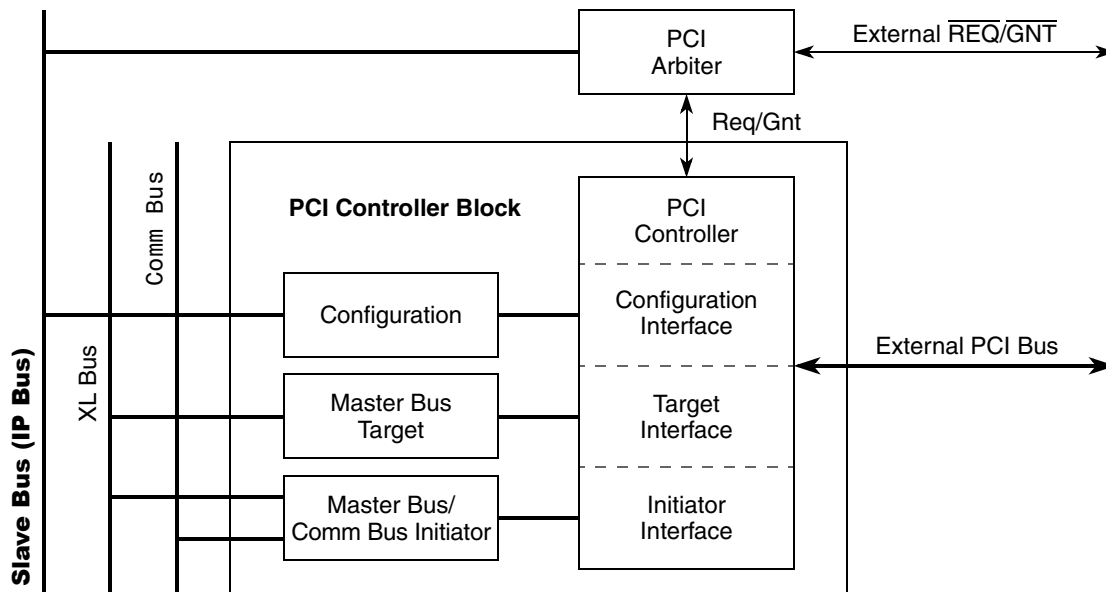 PCI
Arbiter
External REQ/GNT
Req/Gnt
Comm Bus
PCI Controller Block
PCI
Controller
Configuration
Configuration
Interface
External PCI Bus
Slave Bus (IP Bus)
XL Bus
Master Bus
Target
Target
Interface
Master Bus/
Comm Bus Initiator
Initiator
Interface